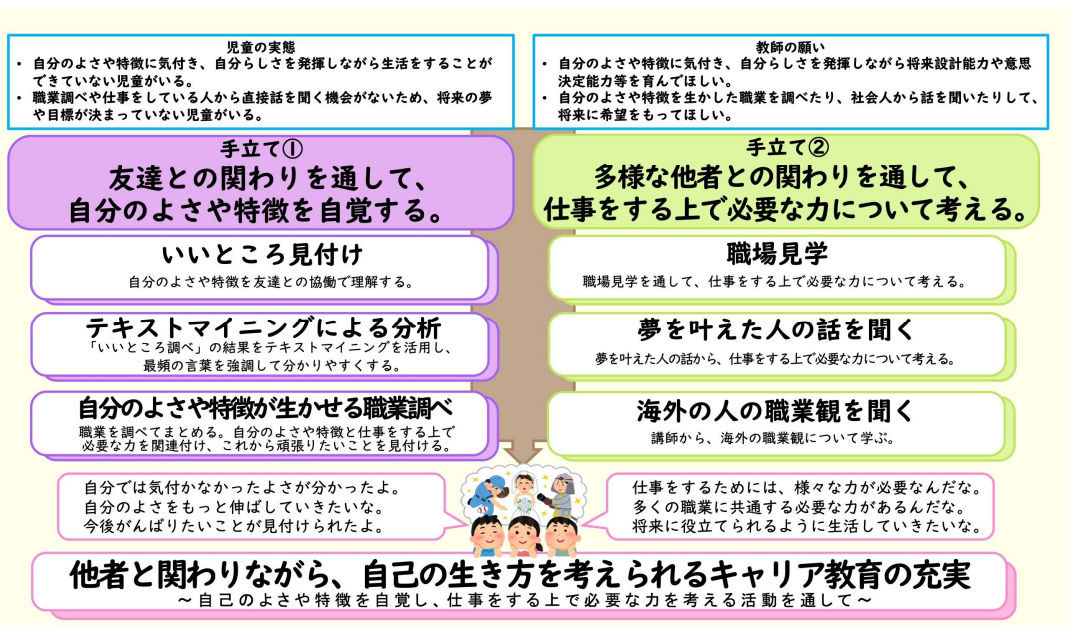 児童の実態
・ 自分のよさや特徴に気付き、自分らしさを発揮しながら生活をすることが
できていない児童がいる。
・ 職業調べや仕事をしている人から直接話を聞く機会がないため、将来の夢
や目標が決まっていない児童がいる。
教師の願い
・ 自分のよさや特徴に気付き、自分らしさを発揮しながら将来設計能力や意思
決定能力等を育んでほしい。
・ 自分のよさや特徴を生かした職業を調べたり、社会人から話を聞いたりして、
将来に希望をもってほしい。
手立て①
友達との関わりを通して、
自分のよさや特徴を自覚する。
いいところ見付け
自分のよさや特徴を友達との協働で理解する。
テキストマイニングによる分析
「いいところ調べ」の結果をテキストマイニングを活用し、
最頻の言葉を強調して分かりやすくする。
自分のよさや特徴が生かせる職業調べ
職業を調べてまとめる。自分のよさや特徴と仕事をする上で
必要な力を関連付け、これから頑張りたいことを見付ける。
手立て②
多様な他者との関わりを通して、
仕事をする上で必要な力について考える。
職場見学
職場見学を通して、仕事をする上で必要な力について考える。
夢を叶えた人の話を聞く
夢を叶えた人の話から、仕事をする上で必要な力について考える。
海外の人の職業観を聞く
講師から、海外の職業観について学ぶ。
自分では気付かなかったよさが分かったよ。
自分のよさをもっと伸ばしていきたいな。
今後がんばりたいことが見付けられたよ。
仕事をするためには、様々な力が必要なんだな。
多くの職業に共通する必要な力があるんだな。
将来に役立てられるように生活していきたいな。
他者と関わりながら、自己の生き方を考えられるキャリア教育の充実
～自己のよさや特徴を自覚し、仕事をする上で必要な力を考える活動を通して～